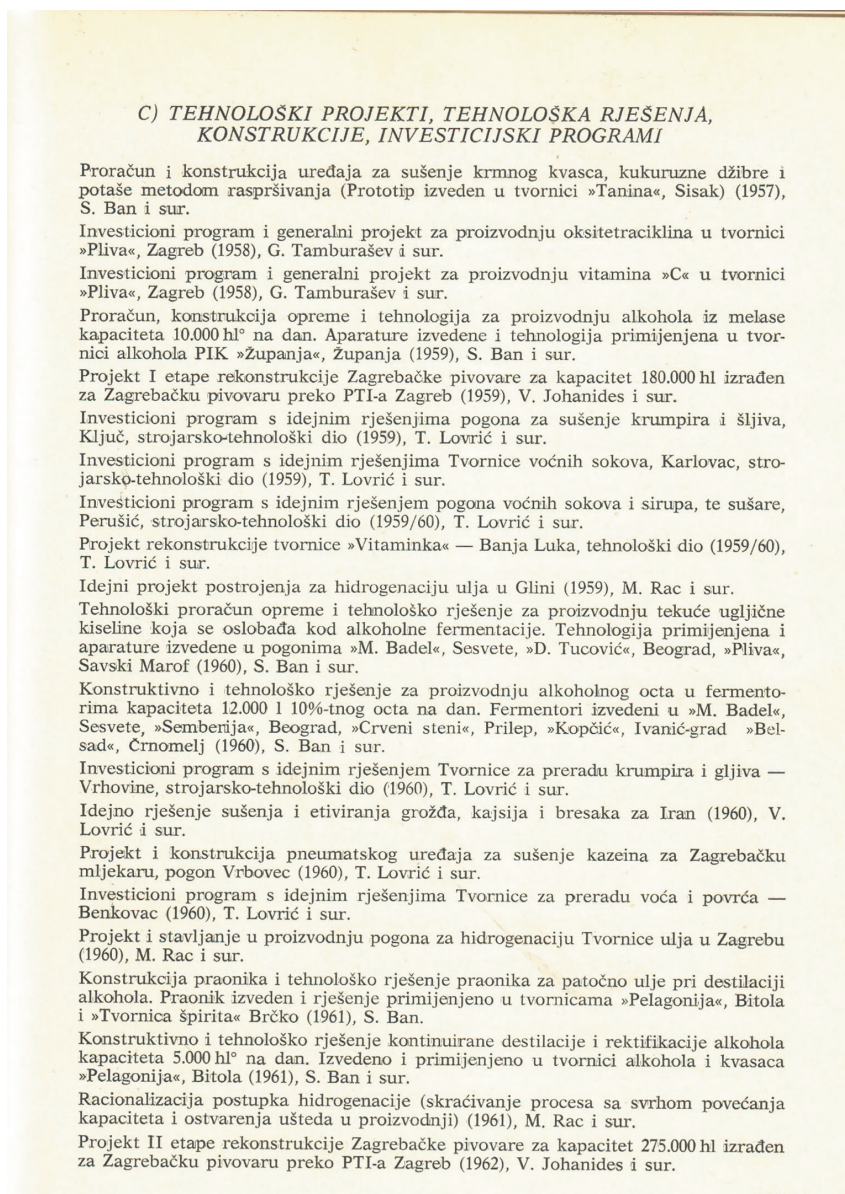 C) TEHNOLOŠKI PROJEKTI, TEHNOLOŠKA RJEŠENJA,
KONSTRUKCIJE, INVESTICIJSKI PROGRAMI
Proračun i konstrukcija uređaja za sušenje krmnog kvasca, kukuruzne džibre i
potaše metodom raspršivanja (Prototip izveden u tvornici »Tanina«, Sisak) (1957),
S. Ban i sur.
Investicioni program i generalni projekt za proizvodnju oksitetraciklina u tvornici
»Pliva«, Zagreb (1958), G. Tamburašev i sur.
Investicioni program i generalni projekt za proizvodnju vitamina »C« u tvornici
»Pliva«, Zagreb (1958), G. Tamburašev i sur.
Proračun, konstrukcija opreme i tehnologija za proizvodnju alkohola iz melase
kapaciteta 10.000 hl° na dan. Aparature izvedene i tehnologija primijenjena u tvor-
nici alkohola PIK »Županja«, Županja (1959), S. Ban i sur.
Projekt I etape rekonstrukcije Zagrebačke pivovare za kapacitet 180.000 hl izrađen
za Zagrebačku pivovaru preko PTI-a Zagreb (1959), V. Johanides i sur.
Investicioni program s idejnim rješenjima pogona za sušenje krumpira i šljiva,
Ključ, strojarsko-tehnološki dio (1959), T. Lovrić i sur.
Investicioni program s idejnim rješenjima Tvornice voćnih sokova, Karlovac, stro-
jarsko-tehnološki dio (1959), T. Lovrić i sur.
Investicioni program s idejnim rješenjem pogona voćnih sokova i sirupa, te sušare,
Perušić, strojarsko-tehnološki dio (1959/60), T. Lovrić i sur.
Projekt rekonstrukcije tvornice »Vitaminka« — Banja Luka, tehnološki dio (1959/60),
T. Lovrić i sur.
Idejni projekt postrojenja za hidrogenaciju ulja u Glini (1959), M. Rac i sur.
Tehnološki proračun opreme i tehnološko rješenje za proizvodnju tekuće ugljične
kiseline koja se oslobađa kod alkoholne fermentacije. Tehnologija primijenjena i
aparature izvedene u pogonima »M. Badel«, Sesvete, »D. Tucović«, Beograd, »Pliva«,
Savski Marof (1960), S. Ban i sur.
Konstruktivno i tehnološko rješenje za proizvodnju alkoholnog octa u fermento-
rima kapaciteta 12.000 l 10%-tnog octa na dan. Fermentori izvedeni u »M. Badel«,
Sesvete, »Semberija«, Beograd, »Crveni steni«, Prilep, »Kopčić«, Ivanić-grad »Bel-
sad«, Črnomelj (1960), S. Ban i sur.
Investicioni program s idejnim rješenjem Tvornice za preradu krumpira i gljiva —
Vrhovine, strojarsko-tehnološki dio (1960), T. Lovrić i sur.
Idejno rješenje sušenja i etiviranja grožđa, kajsija i bresaka za Iran (1960), V.
Lovrić i sur.
Projekt i konstrukcija pneumatskog uređaja za sušenje kazeina za Zagrebačku
mljekaru, pogon Vrbovec (1960), T. Lovrić i sur.
Investicioni program s idejnim rješenjima Tvornice za preradu voća i povrća —
Benkovac (1960), T. Lovrić i sur.
Projekt i stavljanje u proizvodnju pogona za hidrogenaciju Tvornice ulja u Zagrebu
(1960), M. Rac i sur.
Konstrukcija praonika i tehnološko rješenje praonika za patočno ulje pri destilaciji
alkohola. Praonik izveden i rješenje primijenjeno u tvornicama »Pelagonija«, Bitola
i »Tvornica špirita« Brčko (1961), S. Ban.
Konstruktivno i tehnološko rješenje kontinuirane destilacije i rektifikacije alkohola
kapaciteta 5.000 hl° na dan. Izvedeno i primijenjeno u tvornici alkohola i kvasaca
»Pelagonija«, Bitola (1961), S. Ban i sur.
Racionalizacija postupka hidrogenacije (skraćivanje procesa sa svrhom povećanja
kapaciteta i ostvarenja ušteda u proizvodnji) (1961), M. Rac i sur.
Projekt II etape rekonstrukcije Zagrebačke pivovare za kapacitet 275.000 hl izrađen
za Zagrebačku pivovaru preko PTI-a Zagreb (1962), V. Johanides i sur.